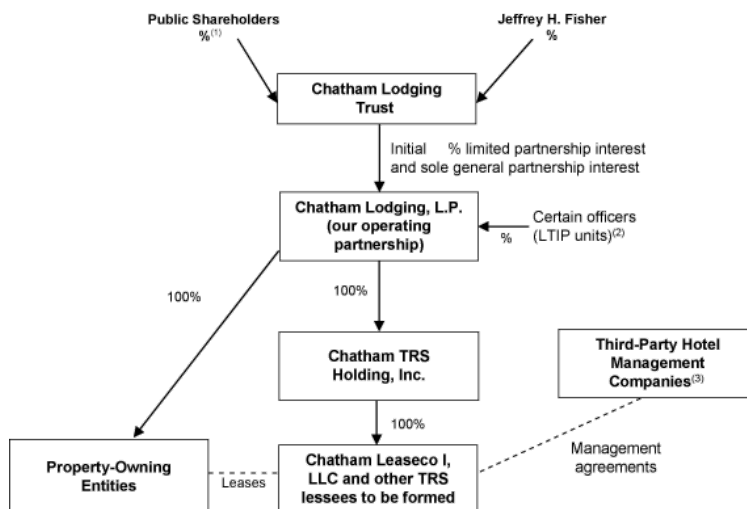 Public Shareholders
%(1)
Jeffrey H. Fisher
%
Chatham Lodging
Trust
Initial % limited partnership interest
and sole general partnership interest
Chatham Lodging, L.P.
(our operating
partnership)
%
Certain officers
(LTIP units)(2)
100%
100%
Chatham TRS
Holding, Inc.
Third-Party Hotel
Management
Companies(3)
100%
Property-Owning
Entities
Leases
Chatham Leaseco I,
LLC and other TRS
lessees to be formed
Management
agreements